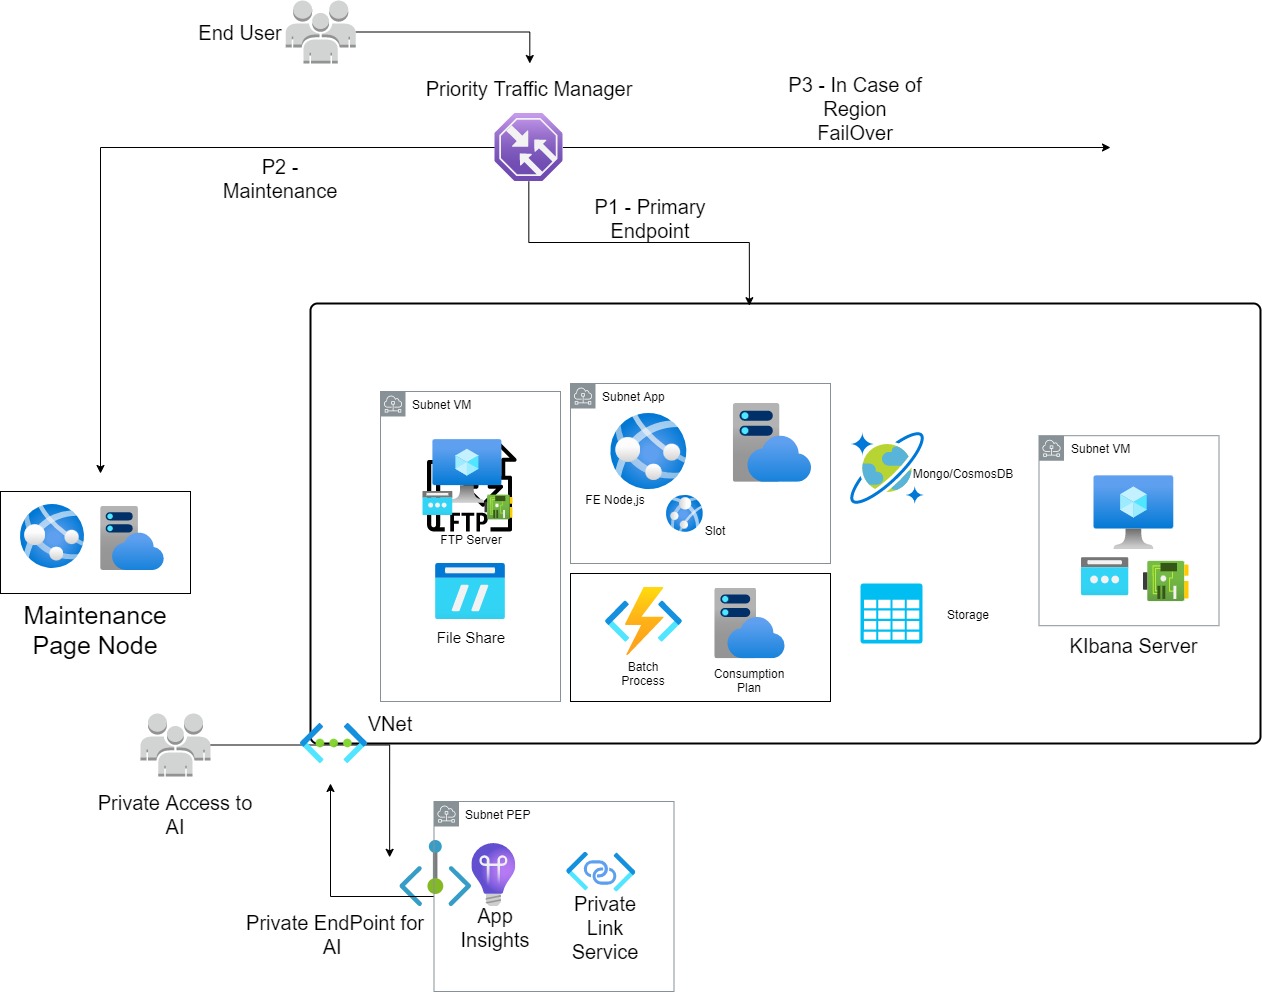 End User
Priority Traffic Manager
P3 - In Case of
Region
FailOver
P2 -
Maintenance
P1 - Primary
Endpoint
Subnet VM
FTP
FTP Server
File Share
Subnet App
FE Node,js
Slot
Mongo/CosmosDB
Subnet VM
KIbana Server
Batch
Process
Consumption
Plan
Storage
Maintenance
Page Node
VNet
Private Access to
AI
Subnet PEP
App
Insights
Private
Link
Service
Private EndPoint for
AI